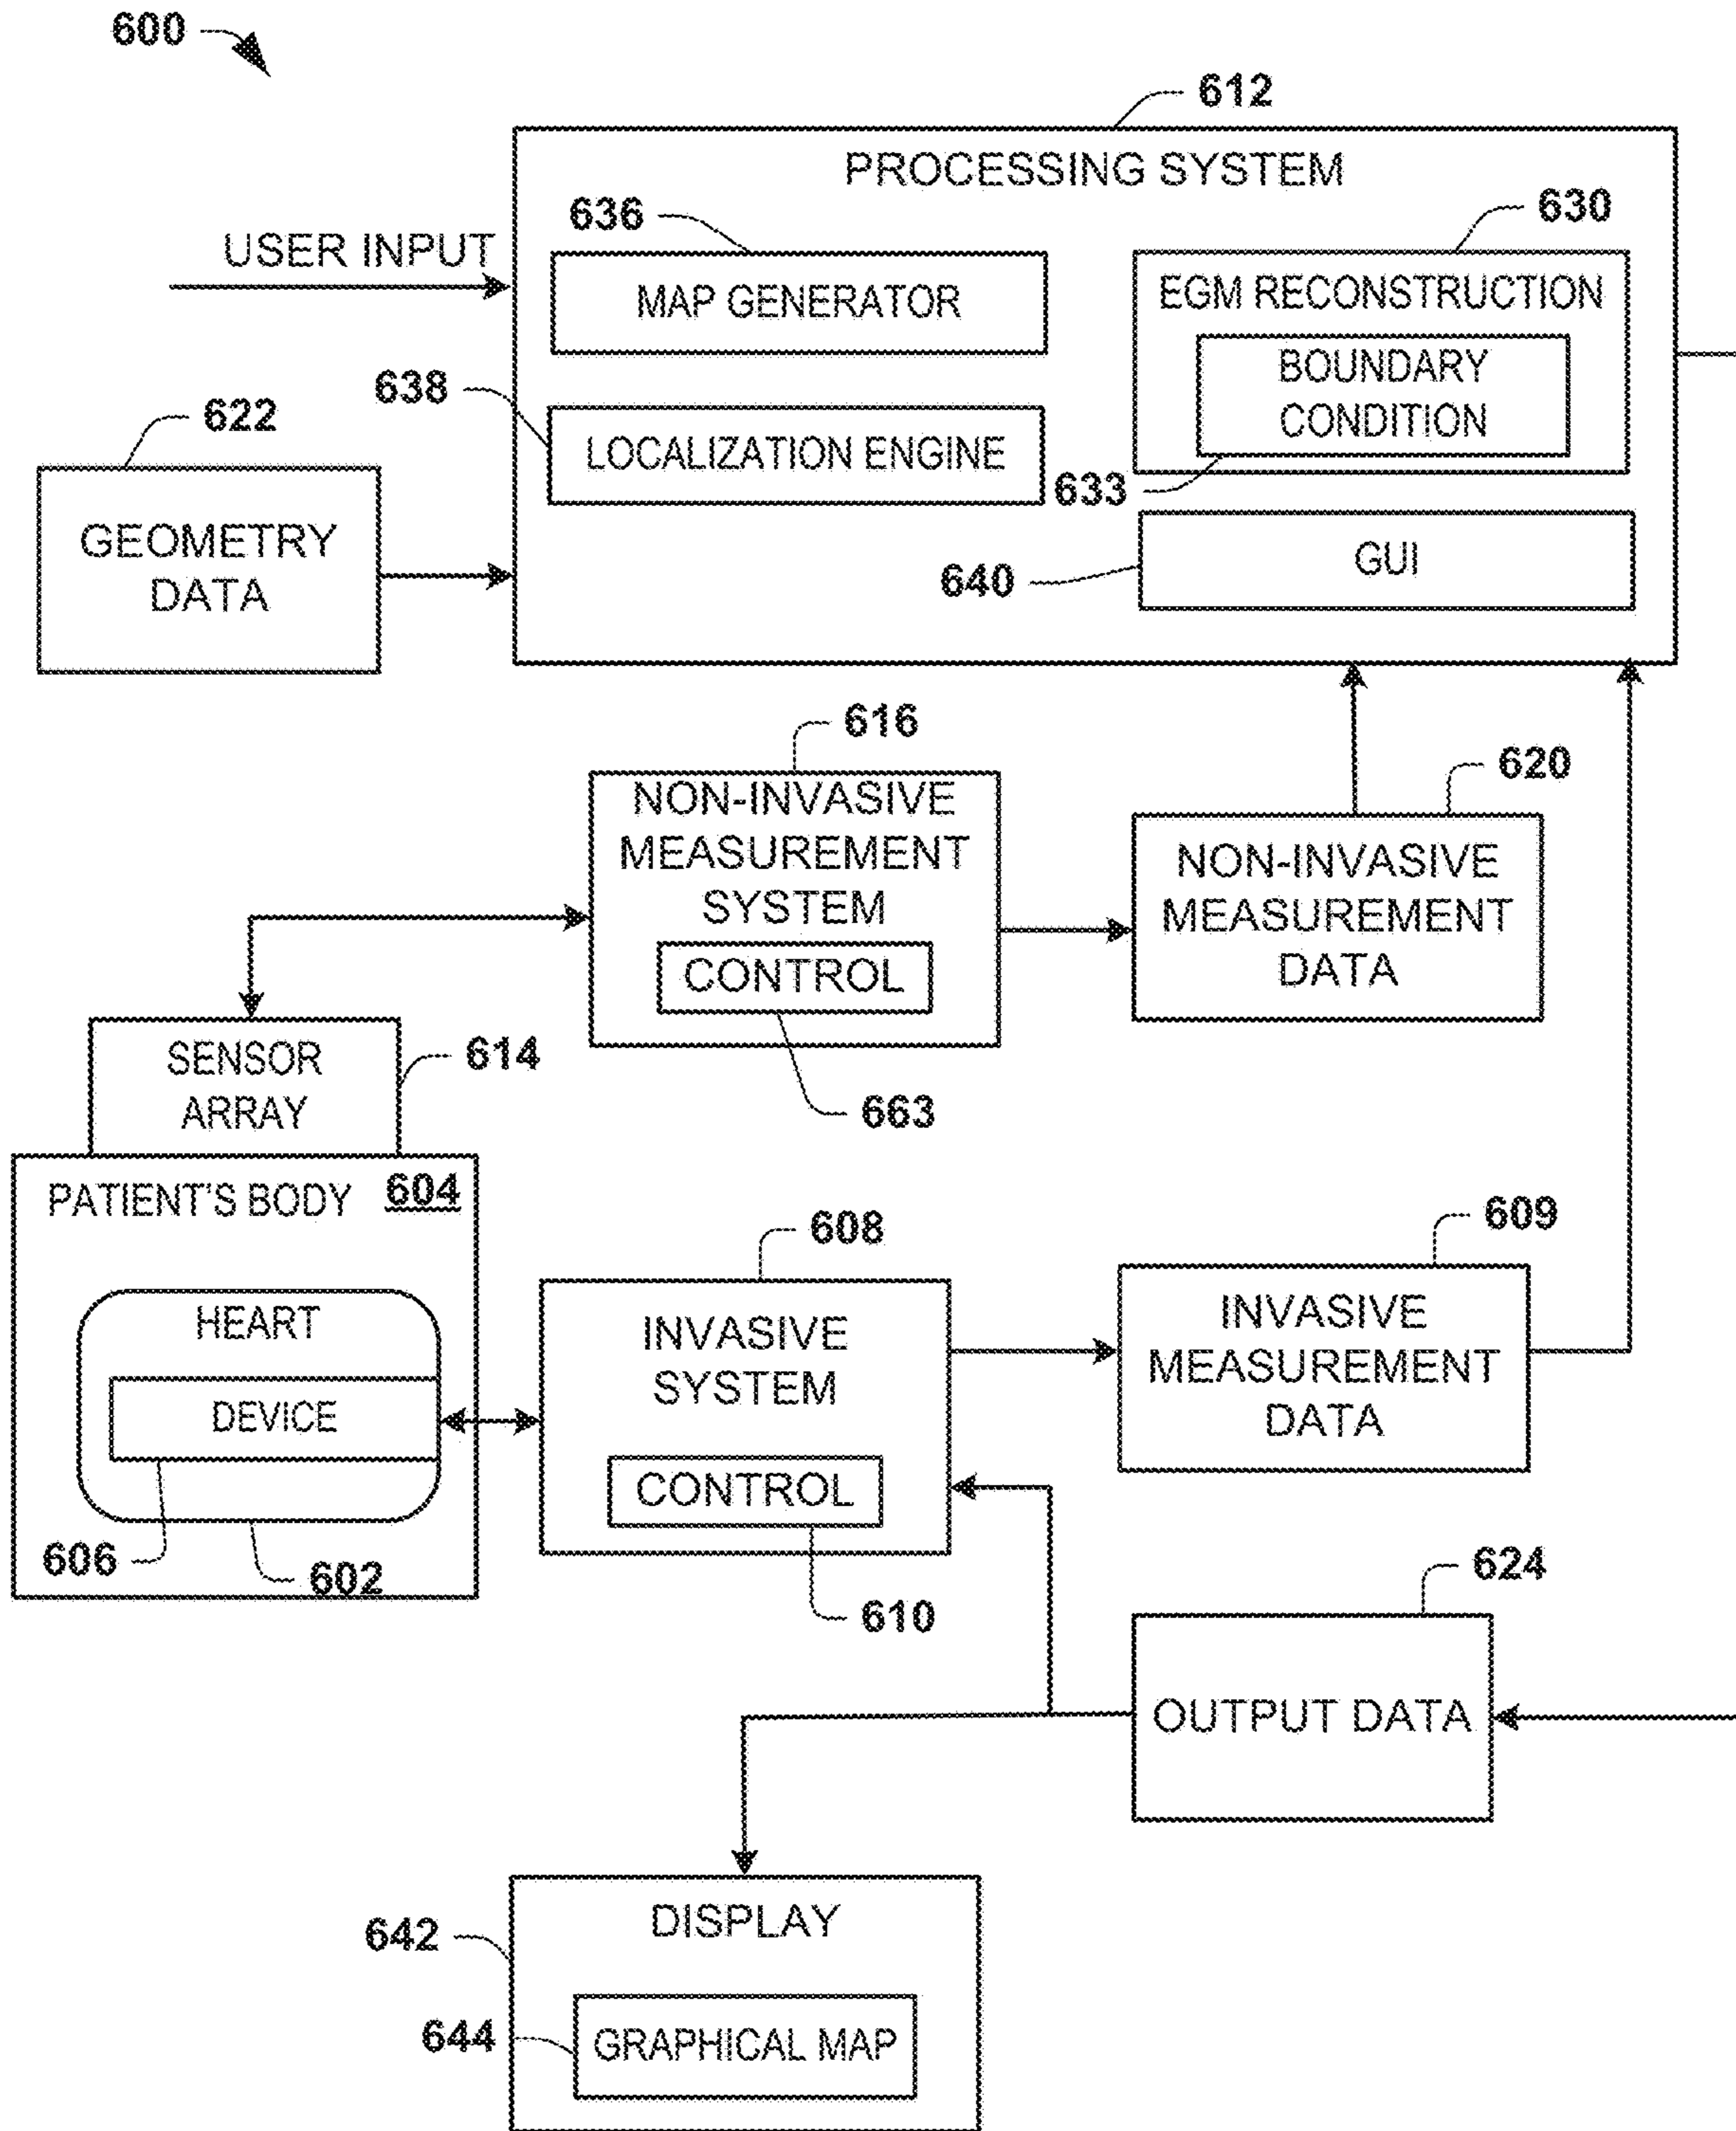 600
612
PROCESSING SYSTEM
636
630
USER INPUT
MAP GENERATOR
EGM RECONSTRUCTION
BOUNDARY
CONDITION
638
622
LOCALIZATION ENGINE
633
GEOMETRY
DATA
GUI
640
616
620
NON-INVASIVE
MEASUREMENT
SYSTEM
CONTROL
NON-INVASIVE
MEASUREMENT
DATA
SENSOR
ARRAY
614
663
PATIENT'S BODY
604
608
609
HEART
DEVICE
INVASIVE
SYSTEM
INVASIVE
MEASUREMENT
DATA
CONTROL
606
602
610
624
OUTPUT DATA
DISPLAY
642
GRAPHICAL MAP
644